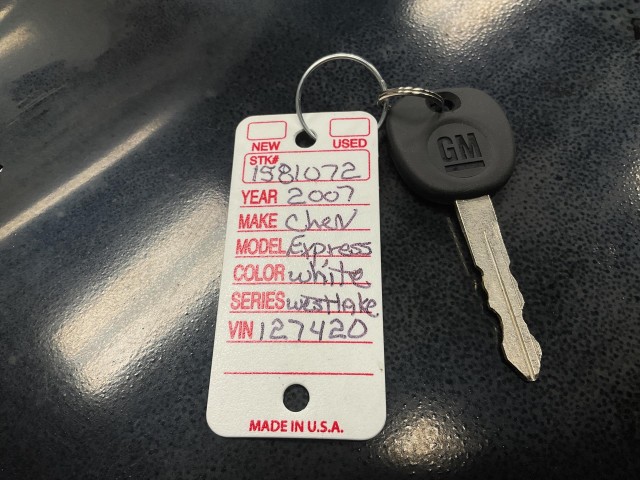 NEW USED
STK# 1581072
YEAR 2007
MAKE Chev
MODEL Express
COLOR white
SERIES westlake
VIN 127420
MADE IN U.S.A.
GM